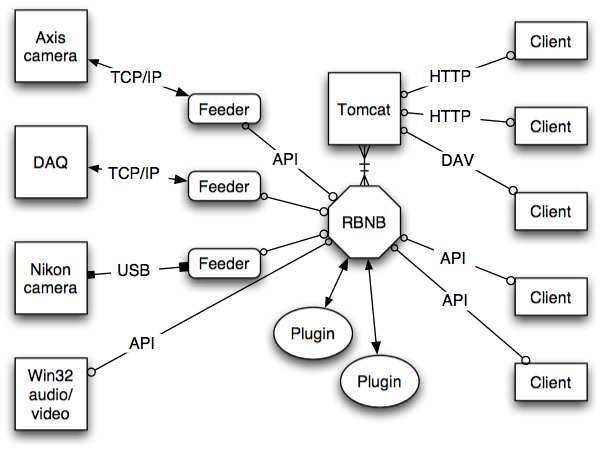 Axis
camera
TCP/IP
Feeder
API
DAQ
TCP/IP
Feeder
Nikon
camera
USB
Feeder
API
Win32
audio/
video
Tomcat
RBNB
Plugin
Plugin
HTTP
Client
HTTP
Client
DAV
Client
API
Client
API
Client